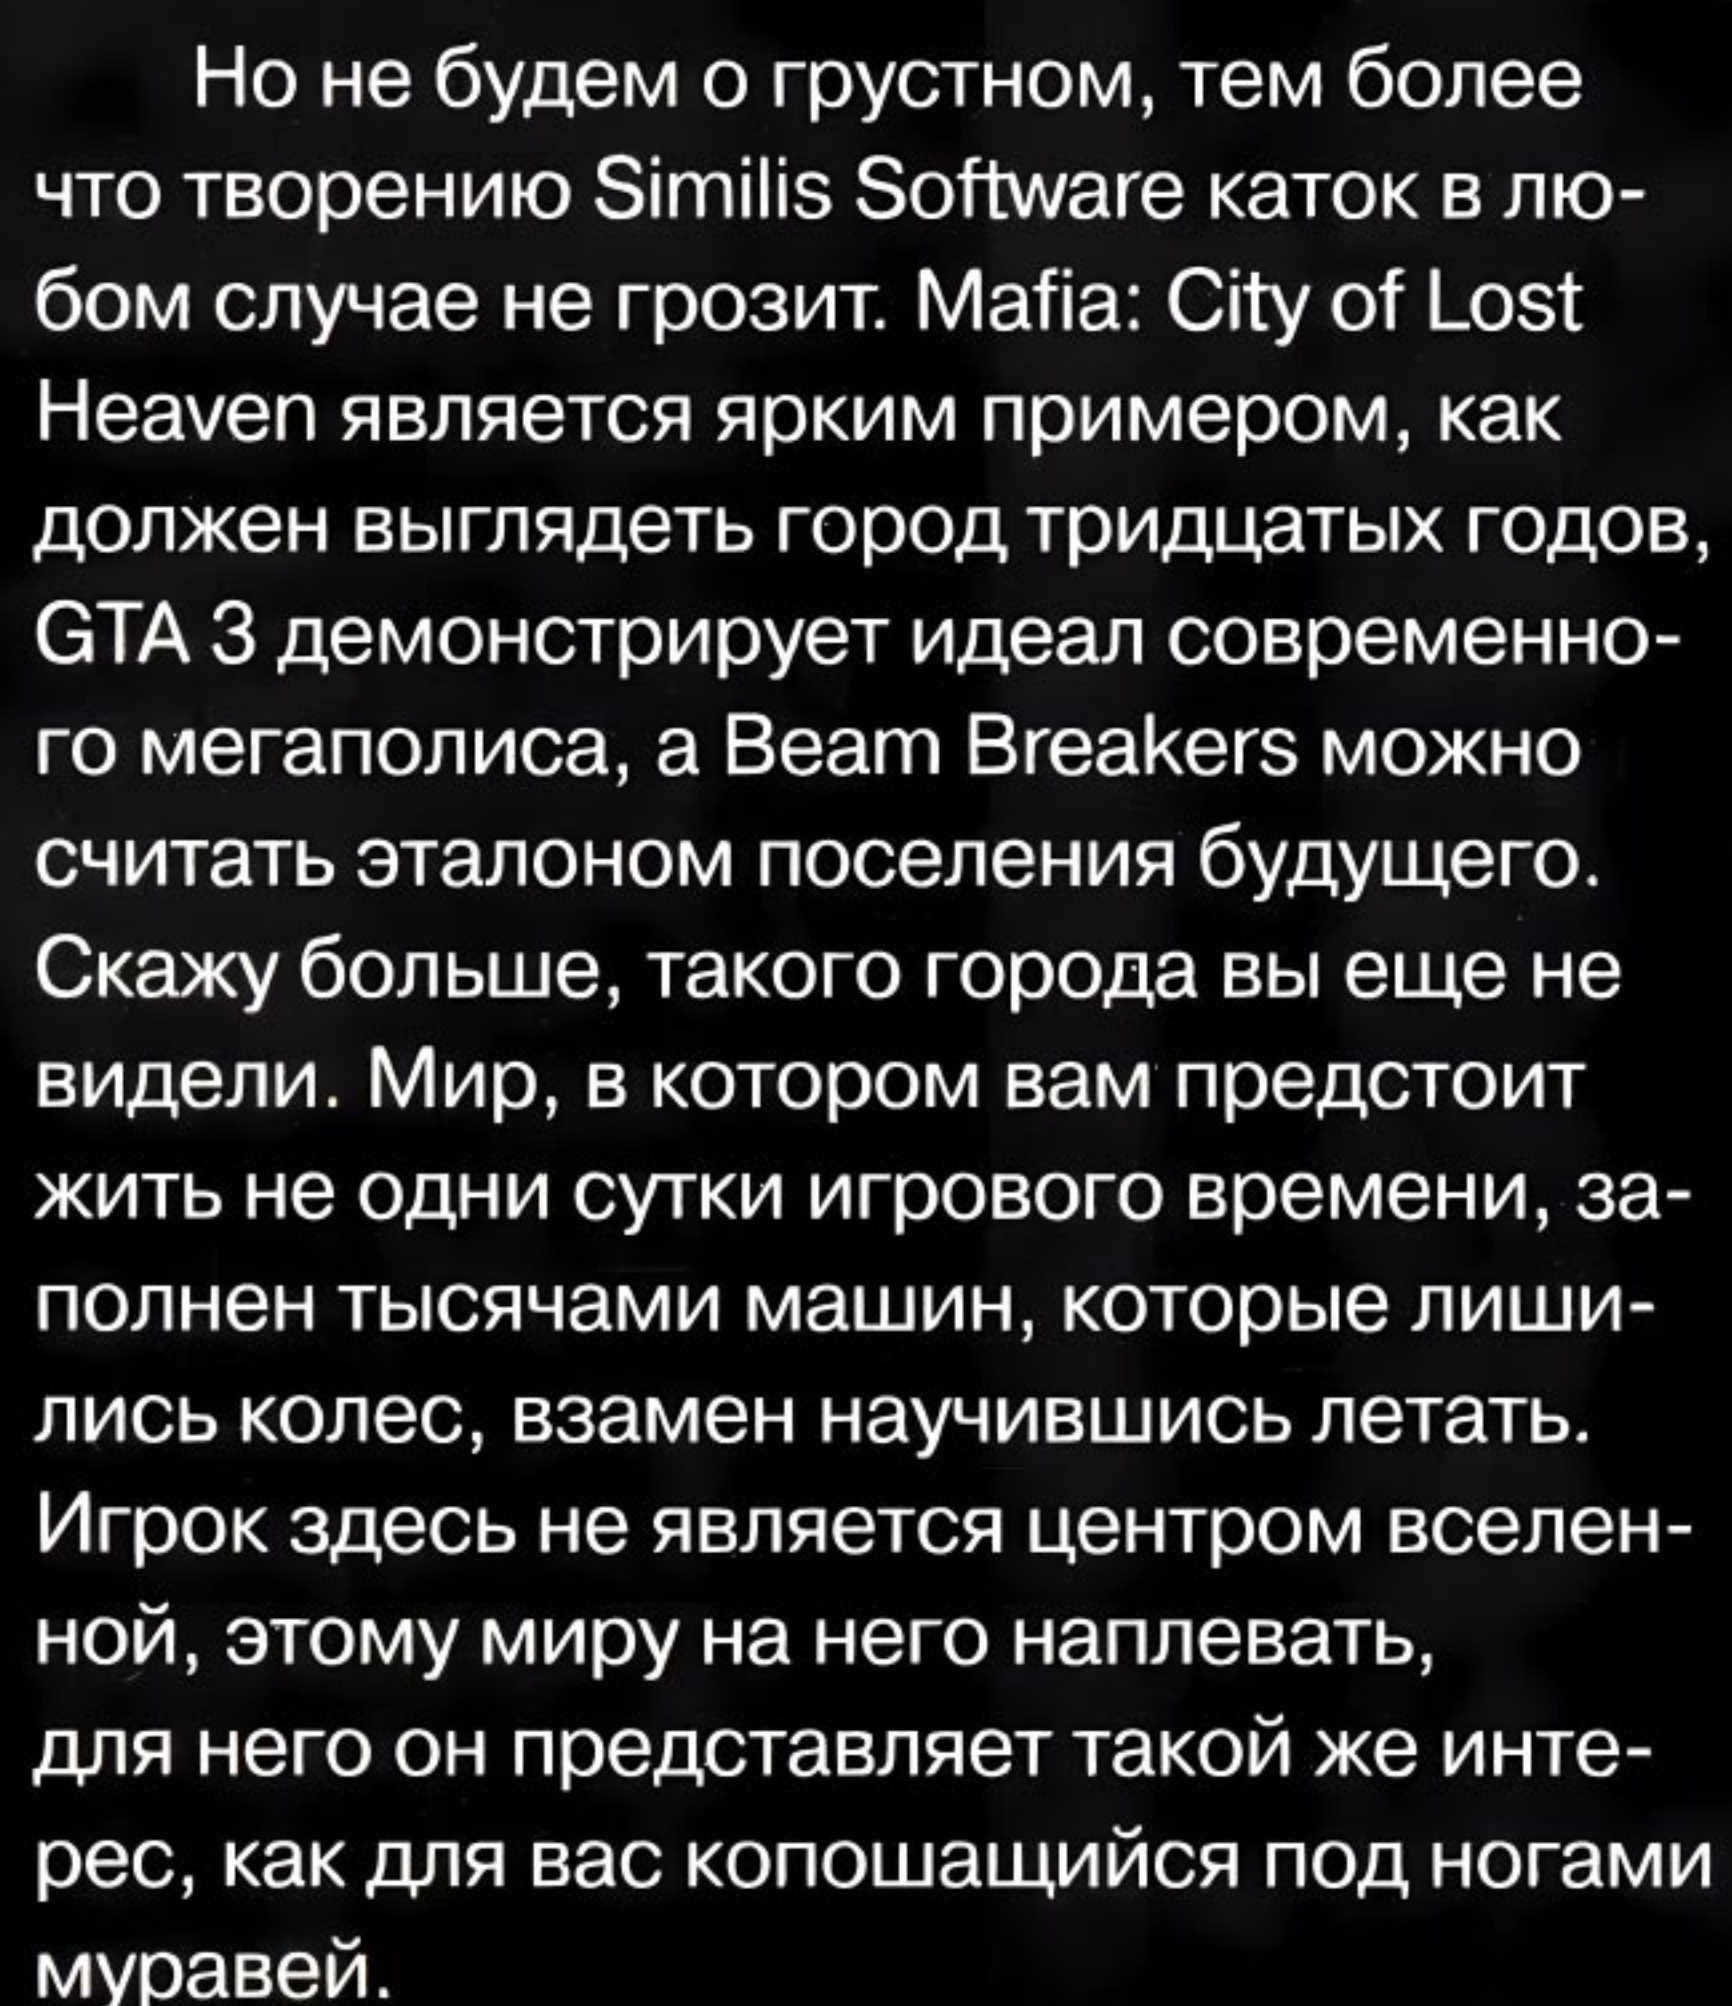 Но не будем о грустном, тем более
что творению Similis Software каток в лю-
бом случае не грозит. Mafia: City of Lost
Heaven является ярким примером, как
должен выглядеть город тридцатых годов,
GTA 3 демонстрирует идеал современно-
го мегаполиса, а Beam Breakers можно
считать эталоном поселения будущего.
Скажу больше, такого города вы еще не
видели. Мир, в котором вам предстоит
жить не одни сутки игрового времени, за-
полнен тысячами машин, которые лиши-
лись колес, взамен научившись летать.
Игрок здесь не является центром вселен-
ной, этому миру на него наплевать,
для него он представляет такой же инте-
рес, как для вас копошащийся под ногами
муравей.